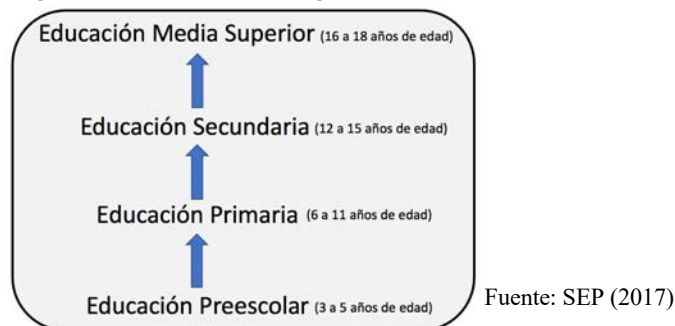 Educación Media Superior (16 a 18 años de edad)
Educación Secundaria (12 a 15 años de edad)
Educación Primaria (6 a 11 años de edad)
Educación Preescolar (3 a 5 años de edad)
Fuente: SEP (2017)